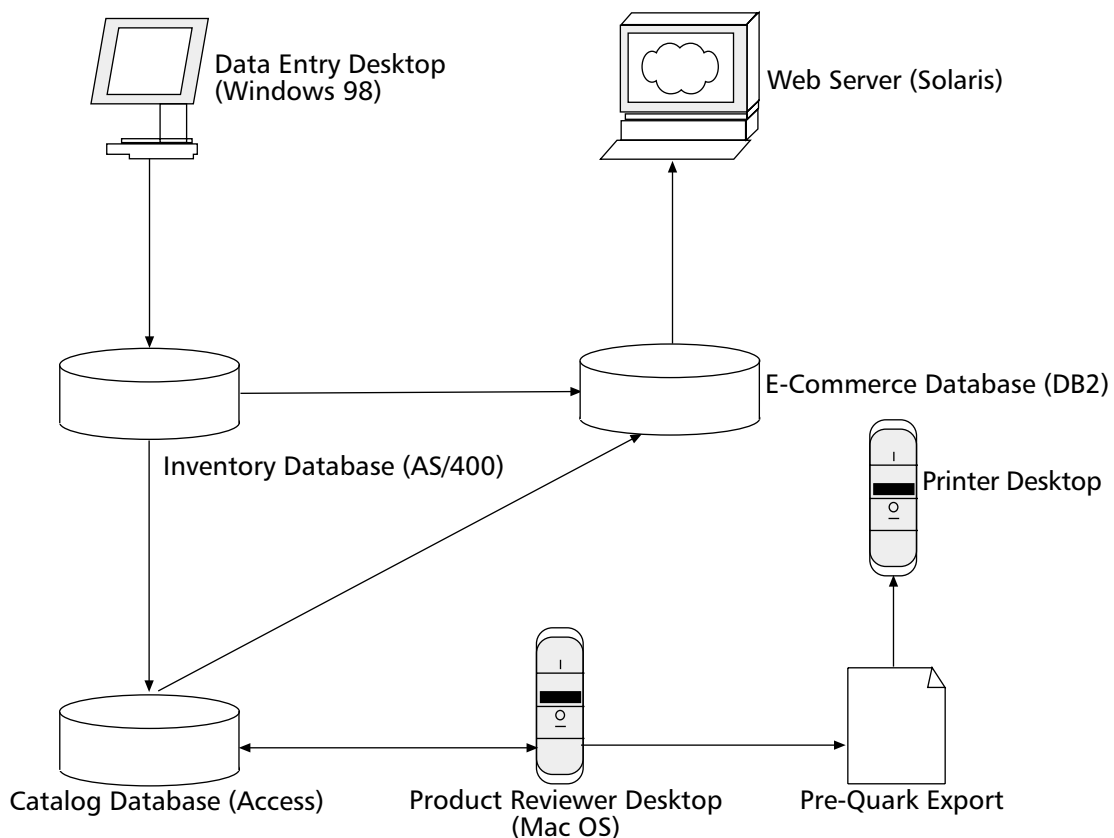 Data Entry Desktop
(Windows 98)
Web Server (Solaris)
E-Commerce Database (DB2)
Inventory Database (AS/400)
Printer Desktop
Catalog Database (Access)
Product Reviewer Desktop
(Mac OS)
Pre-Quark Export